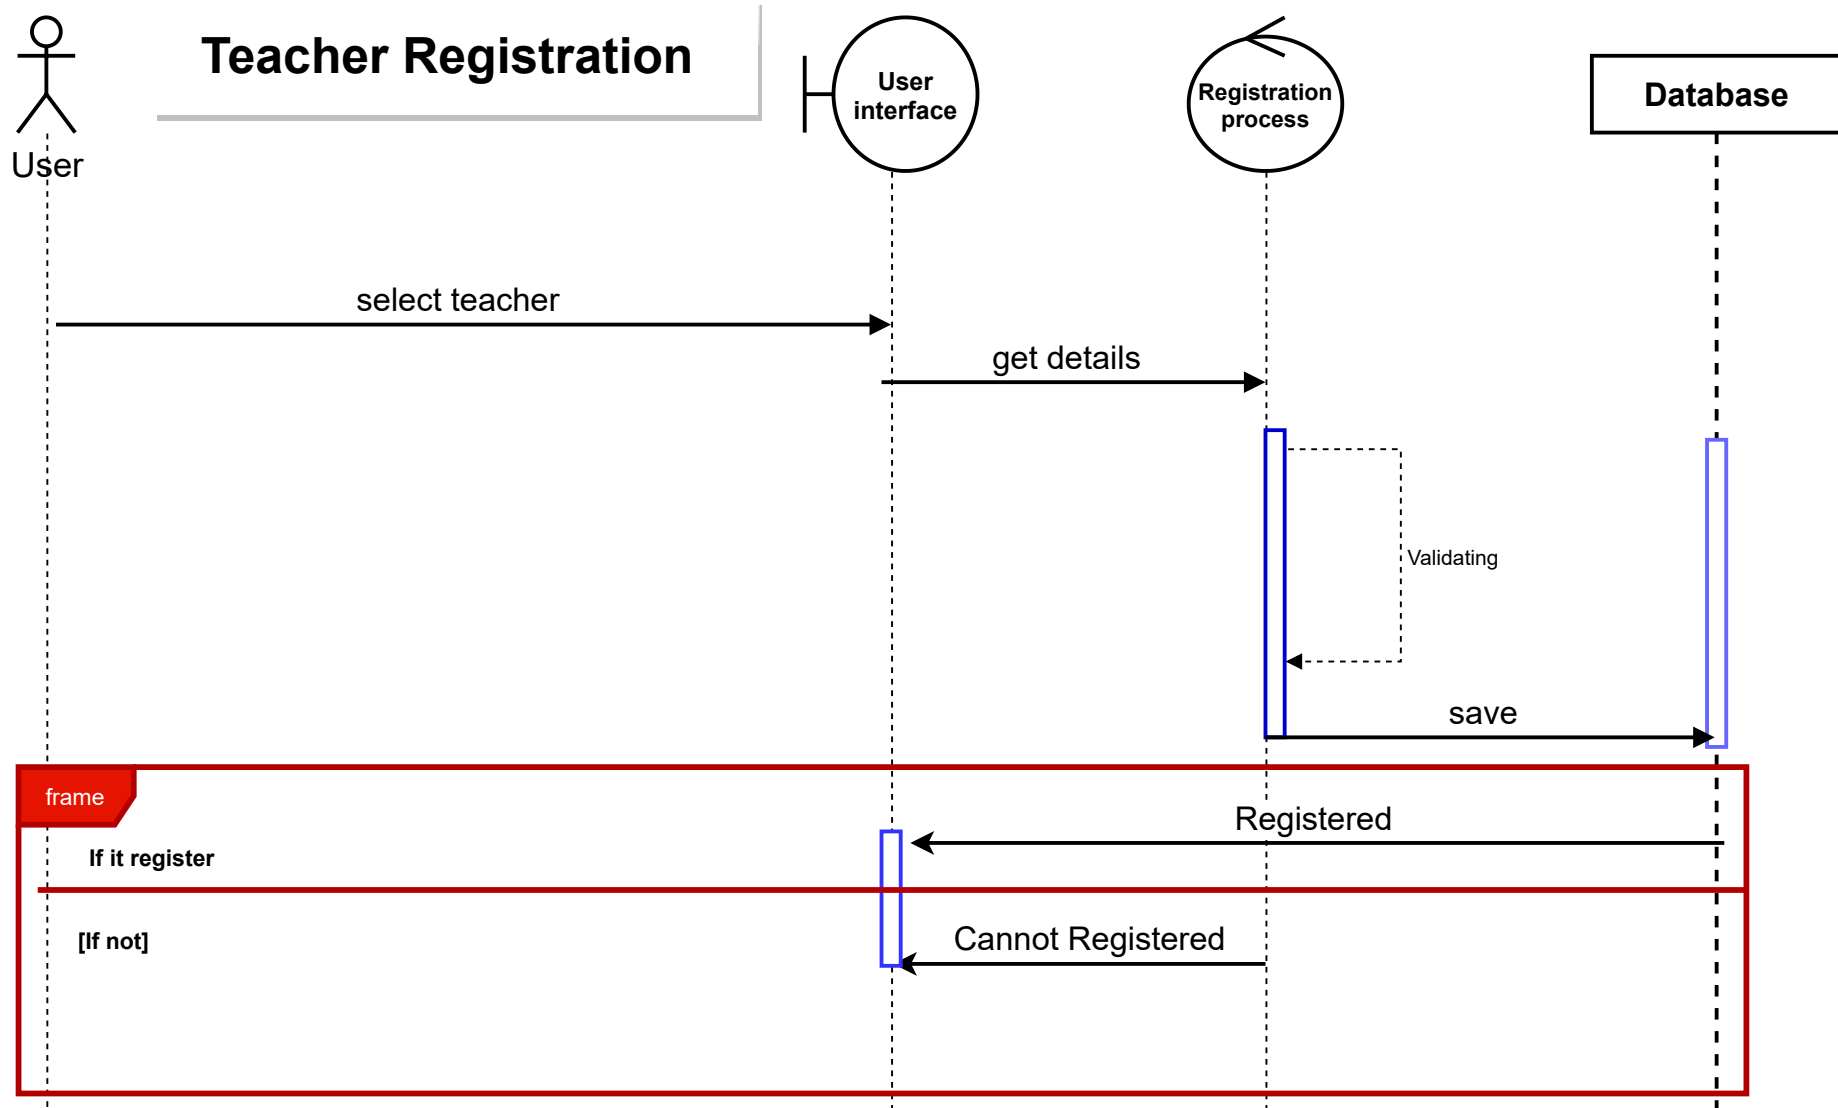 Teacher Registration
User
interface
Registration
process
Database
User
select teacher
get details
Validating
save
frame
Registered
If it register
[If not]
Cannot Registered